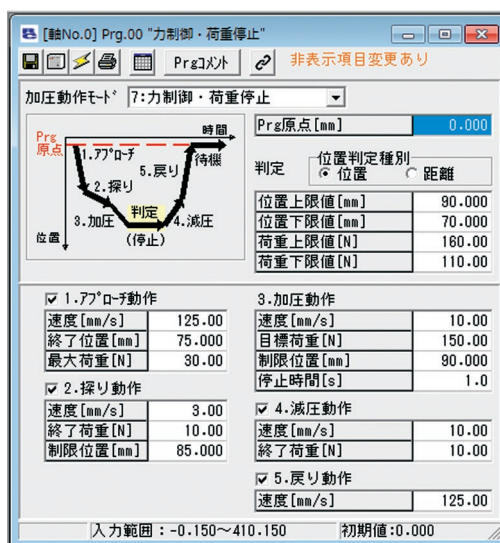 [軸No.0] Prg.00 "力制御・荷重停止"
Prgｺﾒﾝﾄ 非表示項目変更あり
加圧動作ﾓｰﾄﾞ 7:力制御・荷重停止
Prg原点
時間
1.ｱﾌﾟﾛｰﾁ
2.探り
3.加圧
判定
(停止)
4.減圧
5.戻り
待機
位置
Prg原点[mm] 0.000
判定 位置判定種別
位置 距離
位置上限値[mm] 90.000
位置下限値[mm] 70.000
荷重上限値[N] 160.00
荷重下限値[N] 110.00
1.ｱﾌﾟﾛｰﾁ動作
速度[mm/s] 125.00
終了位置[mm] 75.000
最大荷重[N] 30.00
2.探り動作
速度[mm/s] 3.00
終了荷重[N] 10.00
制限位置[mm] 85.000
3.加圧動作
速度[mm/s] 10.00
目標荷重[N] 150.00
制限位置[mm] 90.000
停止時間[s] 1.0
4.減圧動作
速度[mm/s] 10.00
終了荷重[N] 10.00
5.戻り動作
速度[mm/s] 125.00
入力範囲：-0.150～410.150 初期値:0.000